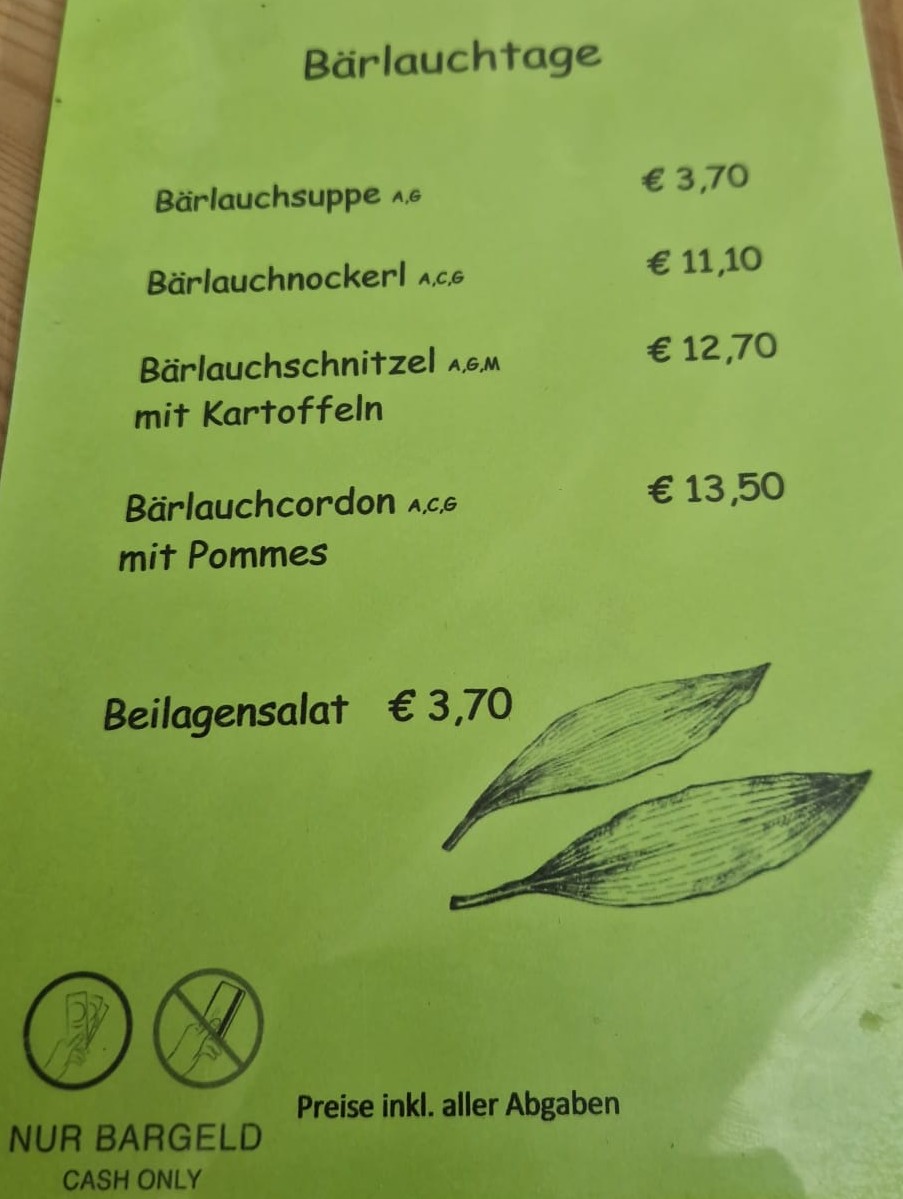 Bärlauchtage
Bärlauchsuppe A,G € 3,70
Bärlauchnockerl A,C,G € 11,10
Bärlauchschnitzel A,G,M € 12,70
mit Kartoffeln
Bärlauchcordon A,C,G € 13,50
mit Pommes
Beilagensalat € 3,70
Preise inkl. aller Abgaben
NUR BARGELD
CASH ONLY